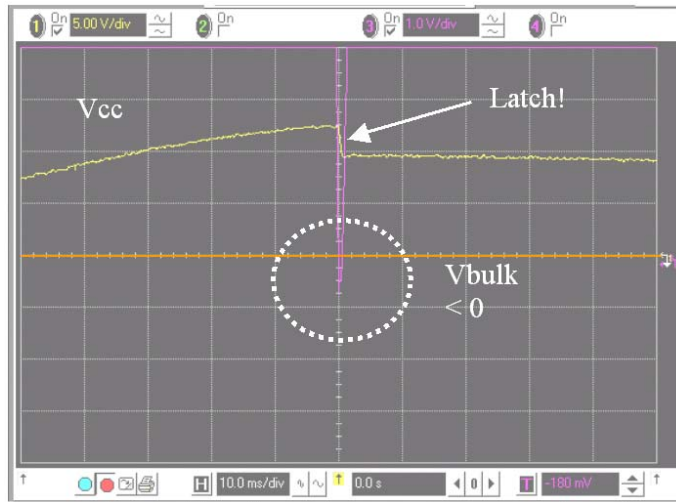 1 On 5.00 V/div 2 On 3 On 1.0 V/div 4 On
Vcc
Latch!
Vbulk
< 0
H 10.0 ms/div 0.0 s 0 T -180 mV